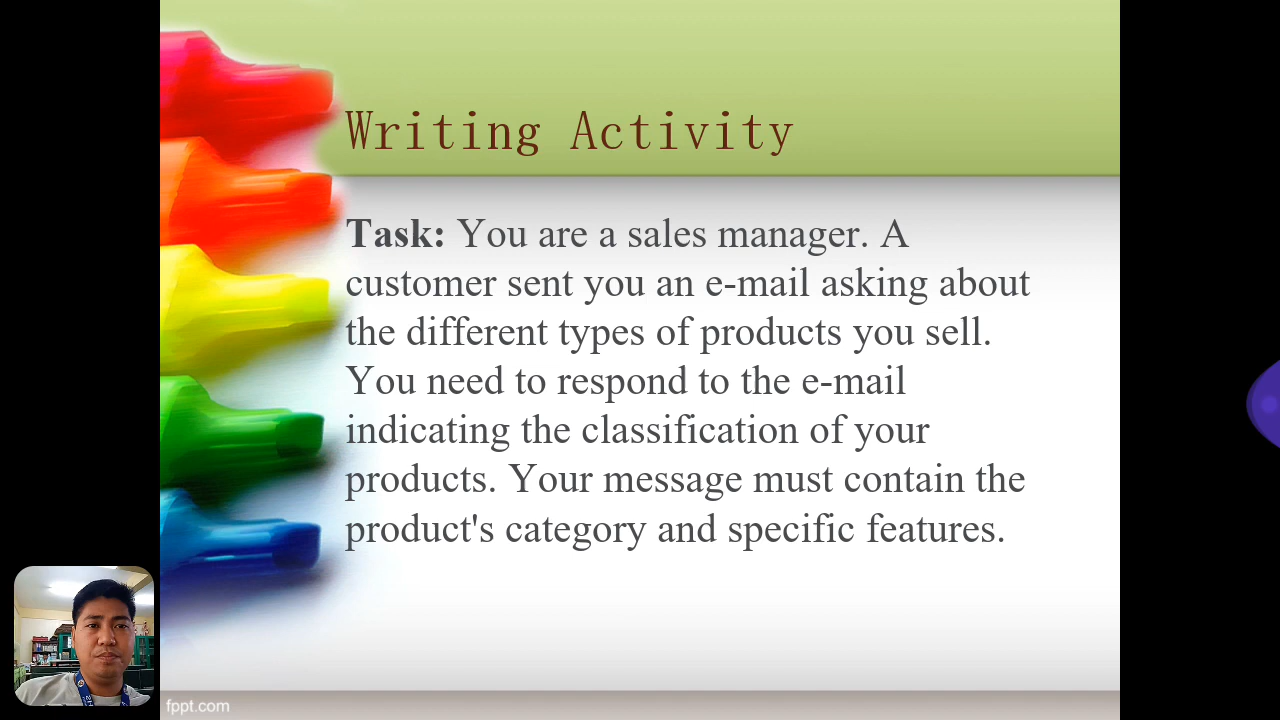 Writing Activity
Task: You are a sales manager. A
customer sent you an e-mail asking about
the different types of products you sell.
You need to respond to the e-mail
indicating the classification of your
products. Your message must contain the
product's category and specific features.
fppt.com